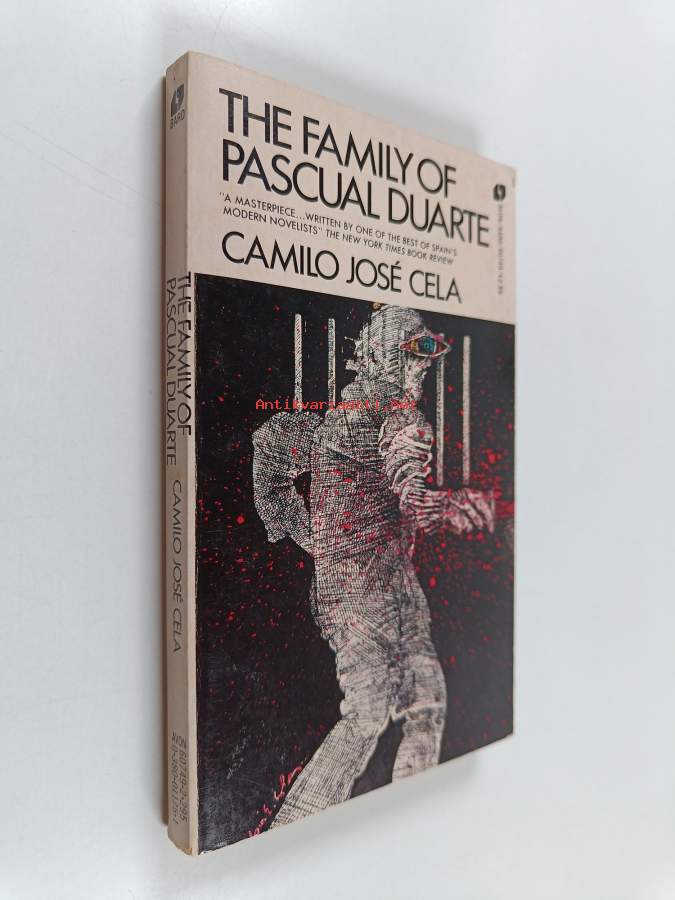 THE FAMILY OF
PASCUAL DUARTE
"A MASTERPIECE...WRITTEN BY ONE OF THE BEST OF SPAIN'S
MODERN NOVELISTS" THE NEW YORK TIMES BOOK REVIEW
CAMILO JOSÉ CELA
Antikvariaatti.Net
BARD
THE FAMILY OF
PASCUAL DUARTE
CAMILO JOSÉ CELA
AVON